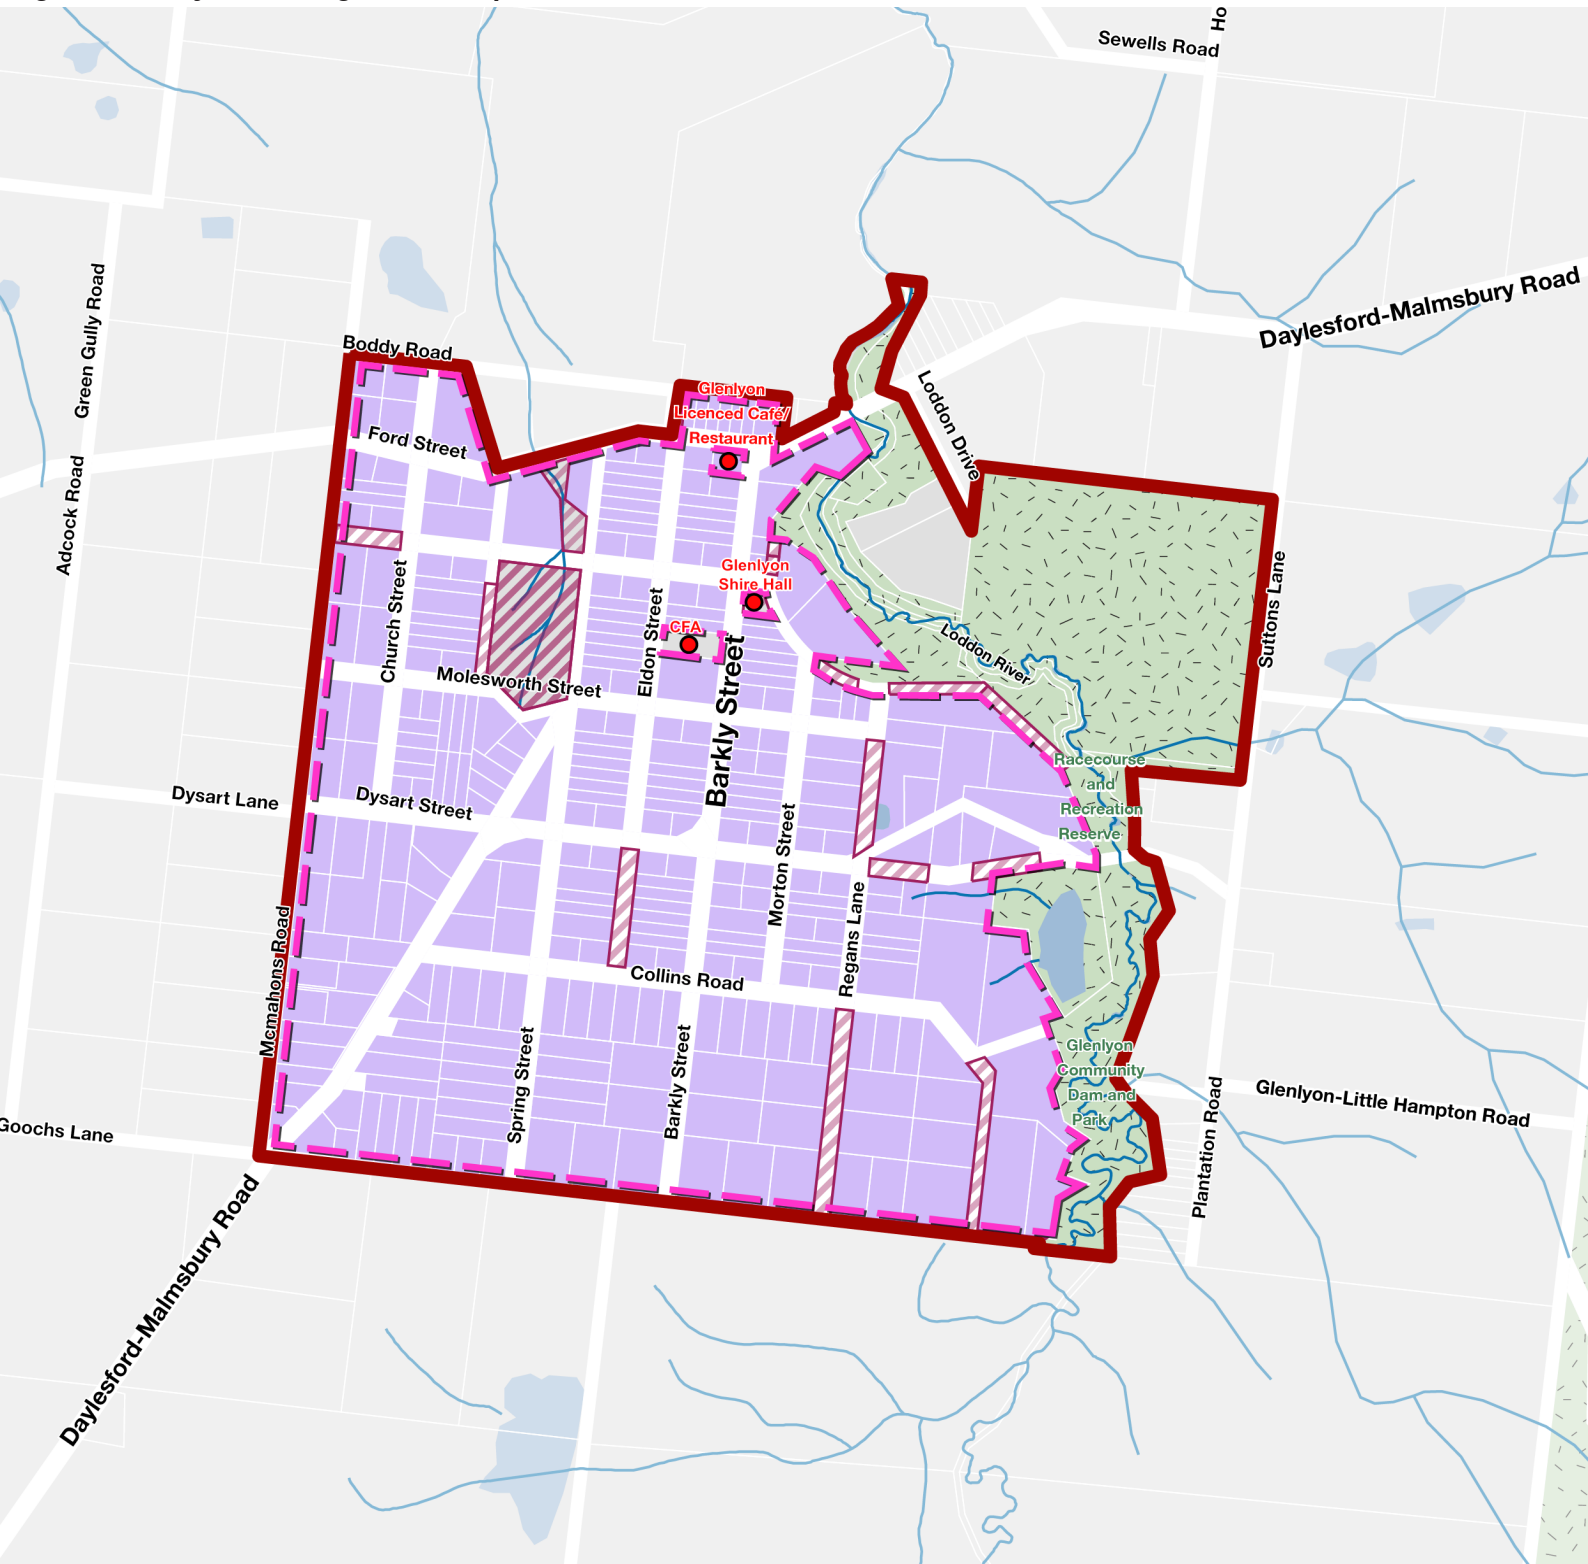 Sewells Road
Ho
Daylesford-Malmsbury Road
Green Gully Road
Boddy Road
Glenlyon
Licenced Café/
Restaurant
Loddon Drive
Ford Street
Adcock Road
Church Street
Glenlyon
Shire Hall
Suttons Lane
CFA
Eldon Street
Loddon River
Molesworth Street
Barkly Street
Racecourse
and
Recreation
Reserve
Dysart Lane
Dysart Street
Morton Street
Regans Lane
Mcmahons Road
Collins Road
Spring Street
Barkly Street
Glenlyon
Community
Dam and
Park
Plantation Road
Glenlyon-Little Hampton Road
Goochs Lane
Daylesford-Malmsbury Road